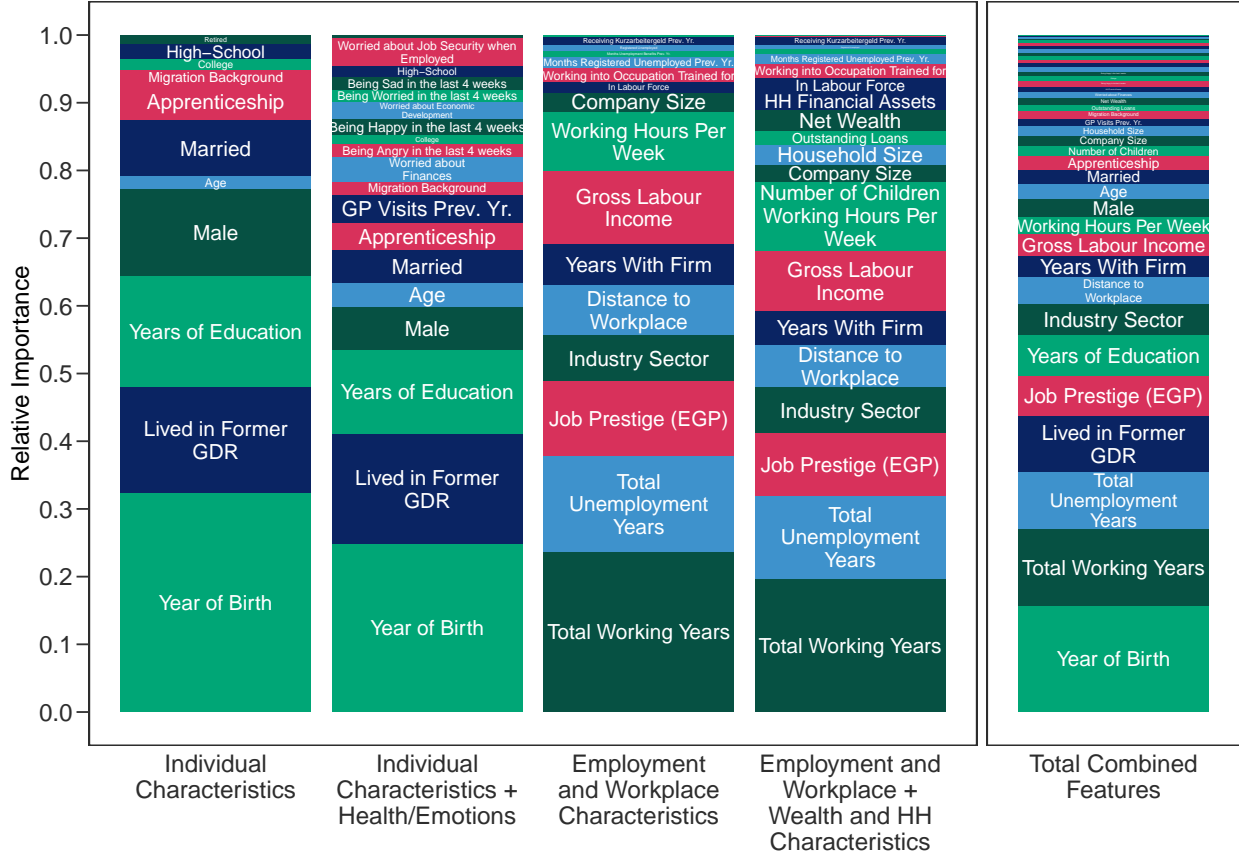 Relative Importance
1.0
0.9
0.8
0.7
0.6
0.5
0.4
0.3
0.2
0.1
0.0
Retired
High−School
College
Migration Background
Apprenticeship
Married
Age
Male
Years of Education
Lived in Former
GDR
Year of Birth
Individual
Characteristics
Worried about Job Security when
Employed
High−School
Being Sad in the last 4 weeks
Being Worried in the last 4 weeks
Worried about Economic
Development
Being Happy in the last 4 weeks
College
Being Angry in the last 4 weeks
Worried about
Finances
Migration Background
GP Visits Prev. Yr.
Apprenticeship
Married
Age
Male
Years of Education
Lived in Former
GDR
Year of Birth
Individual
Characteristics +
Health/Emotions
Receiving Kurzarbeitergeld Prev. Yr.
Registered Unemployed
Months Unemployment Benefits Prev. Yr.
Months Registered Unemployed Prev. Yr.
Working into Occupation Trained for
In Labour Force
Company Size
Working Hours Per
Week
Gross Labour
Income
Years With Firm
Distance to
Workplace
Industry Sector
Job Prestige (EGP)
Total
Unemployment
Years
Total Working Years
Employment
and Workplace
Characteristics
Receiving Kurzarbeitergeld Prev. Yr.
Months Registered Unemployed Prev. Yr.
Working into Occupation Trained for
In Labour Force
HH Financial Assets
Net Wealth
Outstanding Loans
Household Size
Company Size
Number of Children
Working Hours Per
Week
Gross Labour
Income
Years With Firm
Distance to
Workplace
Industry Sector
Job Prestige (EGP)
Total
Unemployment
Years
Total Working Years
Employment and
Workplace +
Wealth and HH
Characteristics
Net Wealth
Outstanding Loans
Migration Background
GP Visits Prev. Yr.
Household Size
Company Size
Number of Children
Apprenticeship
Married
Age
Male
Working Hours Per Week
Gross Labour Income
Years With Firm
Distance to
Workplace
Industry Sector
Years of Education
Job Prestige (EGP)
Lived in Former
GDR
Total
Unemployment
Years
Total Working Years
Year of Birth
Total Combined
Features